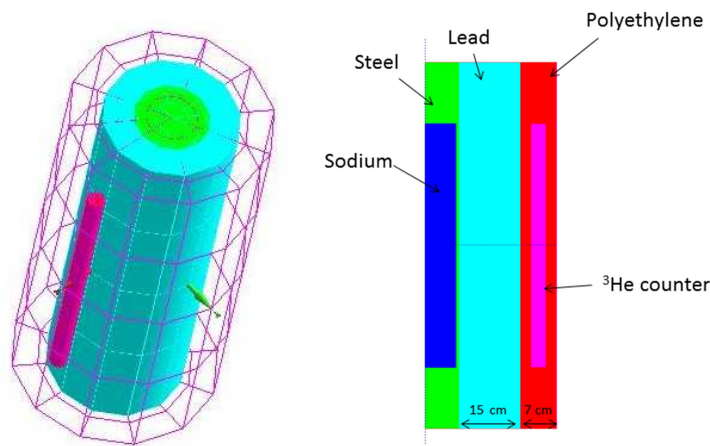 Polyethylene
Lead
Steel
Sodium
³He counter
15 cm
7 cm